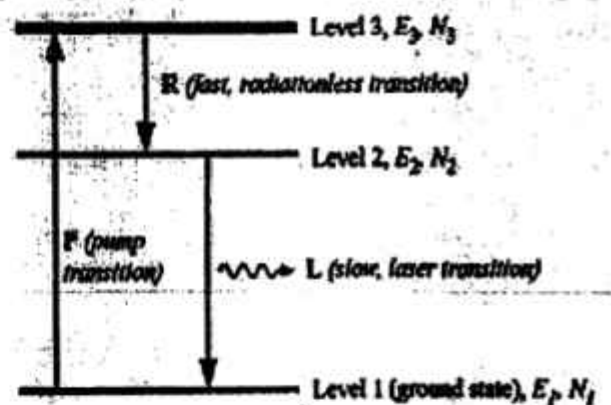 Level 3, E3, N3
R (fast, radiationless transition)
Level 2, E2, N2
P (pump
transition)
L (slow, laser transition)
Level 1 (ground state), E1, N1